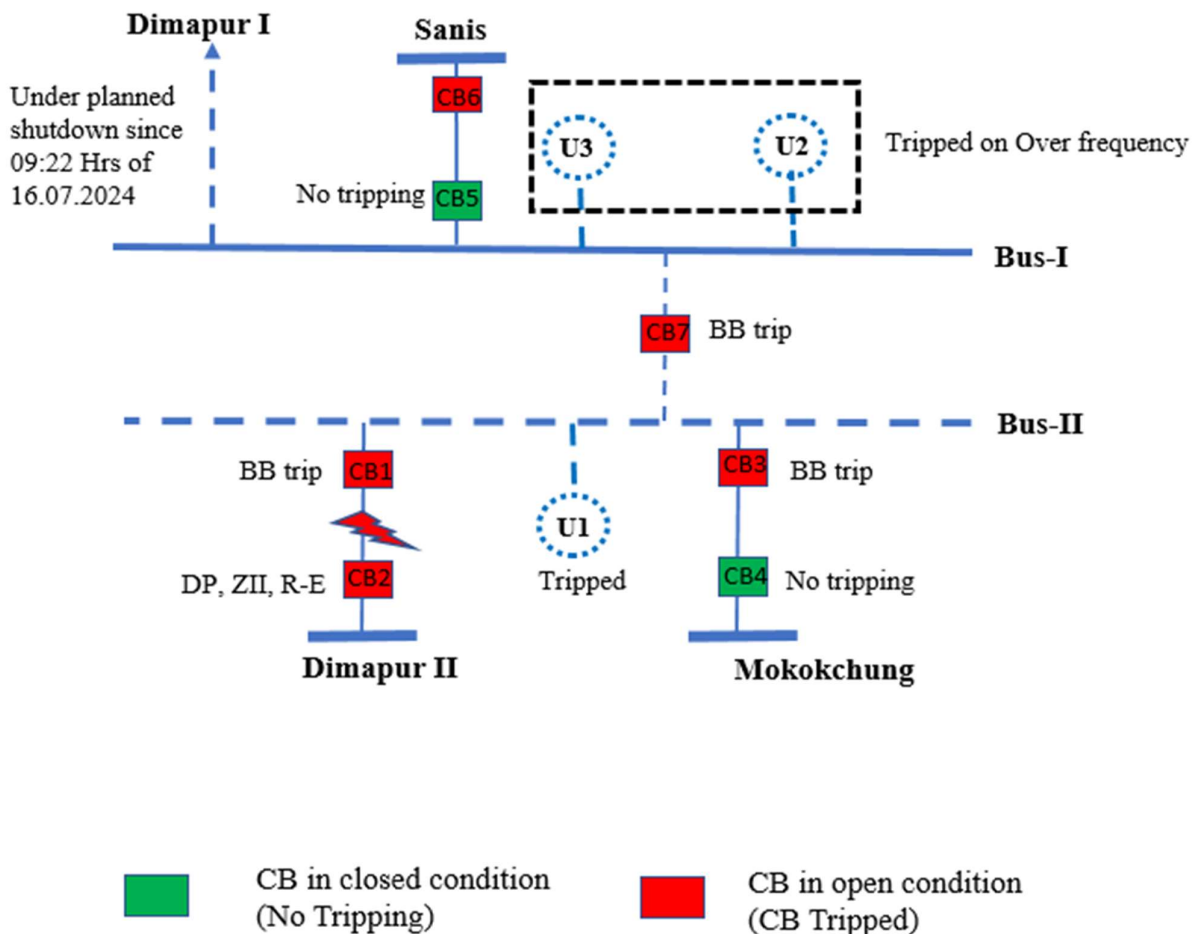 Dimapur I
Sanis
Under planned
shutdown since
09:22 Hrs of
16.07.2024
CB6
U3
U2
Tripped on Over frequency
No tripping
CB5
Bus-I
CB7
BB trip
Bus-II
BB trip
CB1
CB3
BB trip
U1
DP, ZII, R-E
CB2
Tripped
CB4
No tripping
Dimapur II
Mokokchung
CB in closed condition
(No Tripping)
CB in open condition
(CB Tripped)